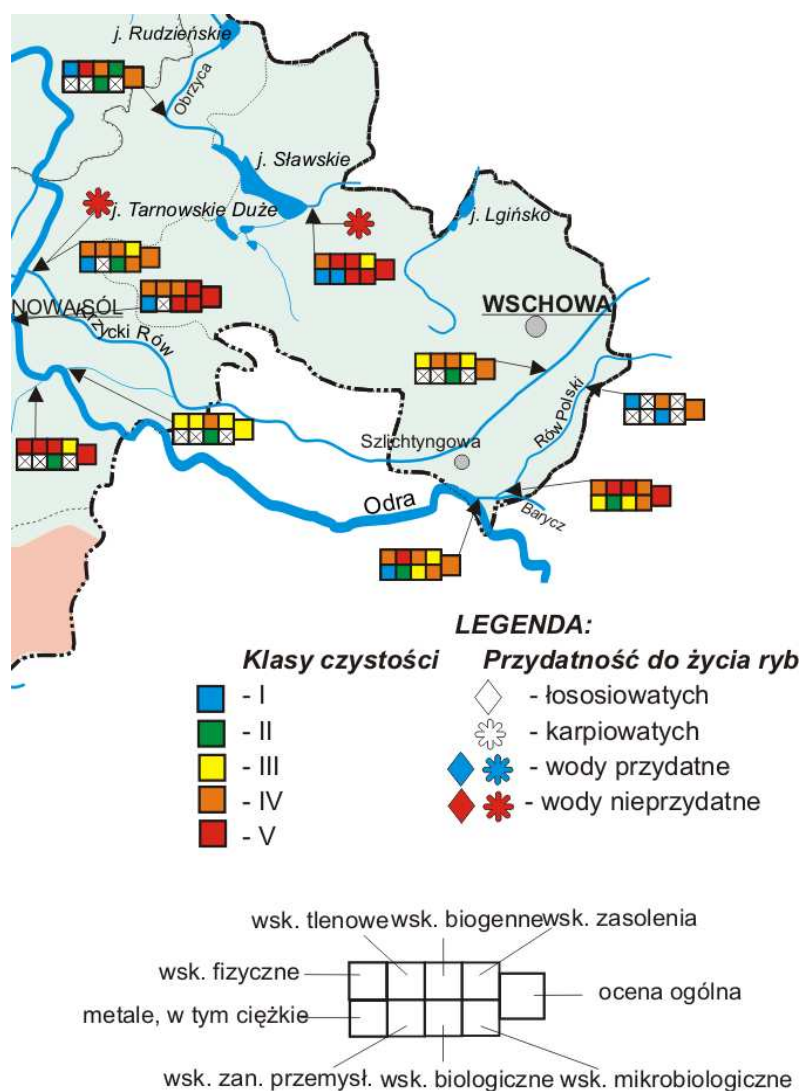 j. Rudzieńskie
Obrzyca
j. Sławskie
j. Tarnowskie Duże
j. Lgińsko
NOWA SÓL
Krzycki Rów
WSCHOWA
Rów Polski
Szlichtyngowa
Odra
Barycz
LEGENDA:
Klasy czystości
Przydatność do życia ryb
- I
- łososiowatych
- II
- karpiowatych
- III
- wody przydatne
- IV
- wody nieprzydatne
- V
wsk. tlenowe wsk. biogenne wsk. zasolenia
wsk. fizyczne
ocena ogólna
metale, w tym ciężkie
wsk. zan. przemysł. wsk. biologiczne wsk. mikrobiologiczne